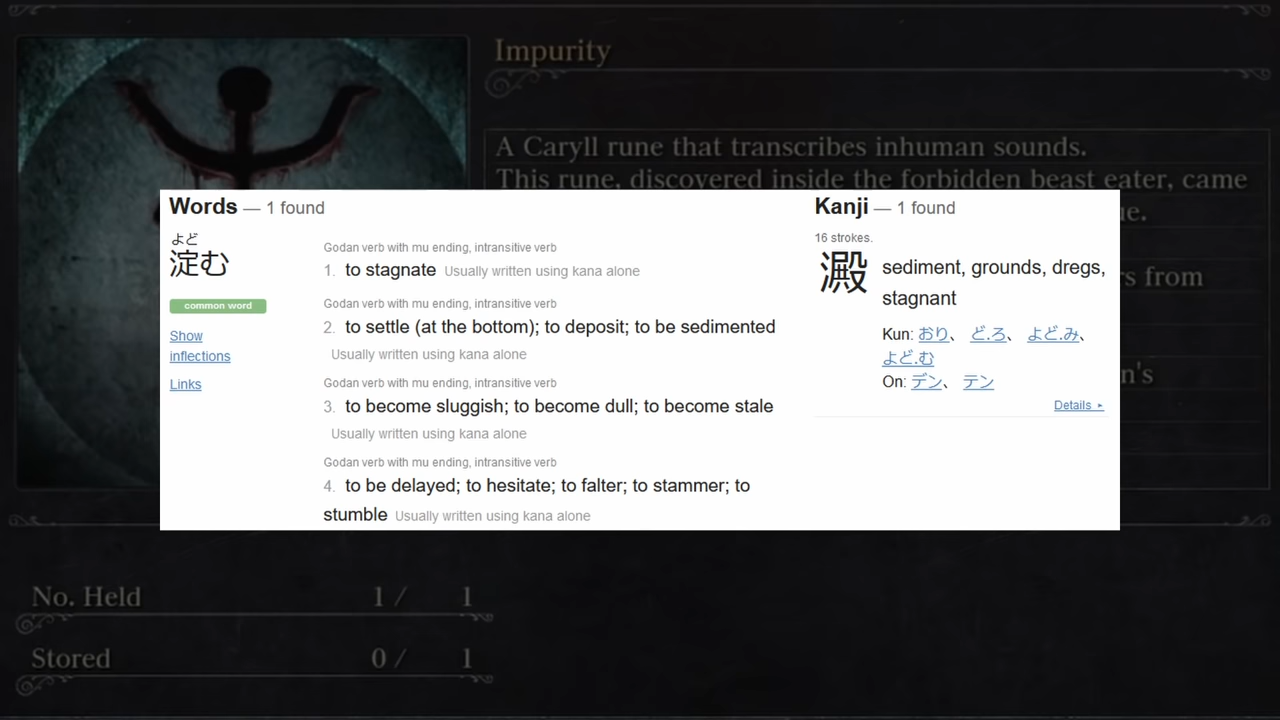 Impurity
A Caryll rune that transcribes inhuman sounds.
This rune, discovered inside the forbidden beast eater, came
Words — 1 found
よど
淀む
common word
Show
inflections
Links
Godan verb with mu ending, intransitive verb
1. to stagnate Usually written using kana alone
Godan verb with mu ending, intransitive verb
2. to settle (at the bottom); to deposit; to be sedimented
Usually written using kana alone
Godan verb with mu ending, intransitive verb
3. to become sluggish; to become dull; to become stale
Usually written using kana alone
Godan verb with mu ending, intransitive verb
4. to be delayed; to hesitate; to falter; to stammer; to
stumble Usually written using kana alone
Kanji — 1 found
16 strokes.
澱
sediment, grounds, dregs,
stagnant
Kun: おり、 ど.ろ、 よど.み、
よど.む
On: デン、 テン
Details ▸
from
No. Held 1 / 1
Stored 0 / 1